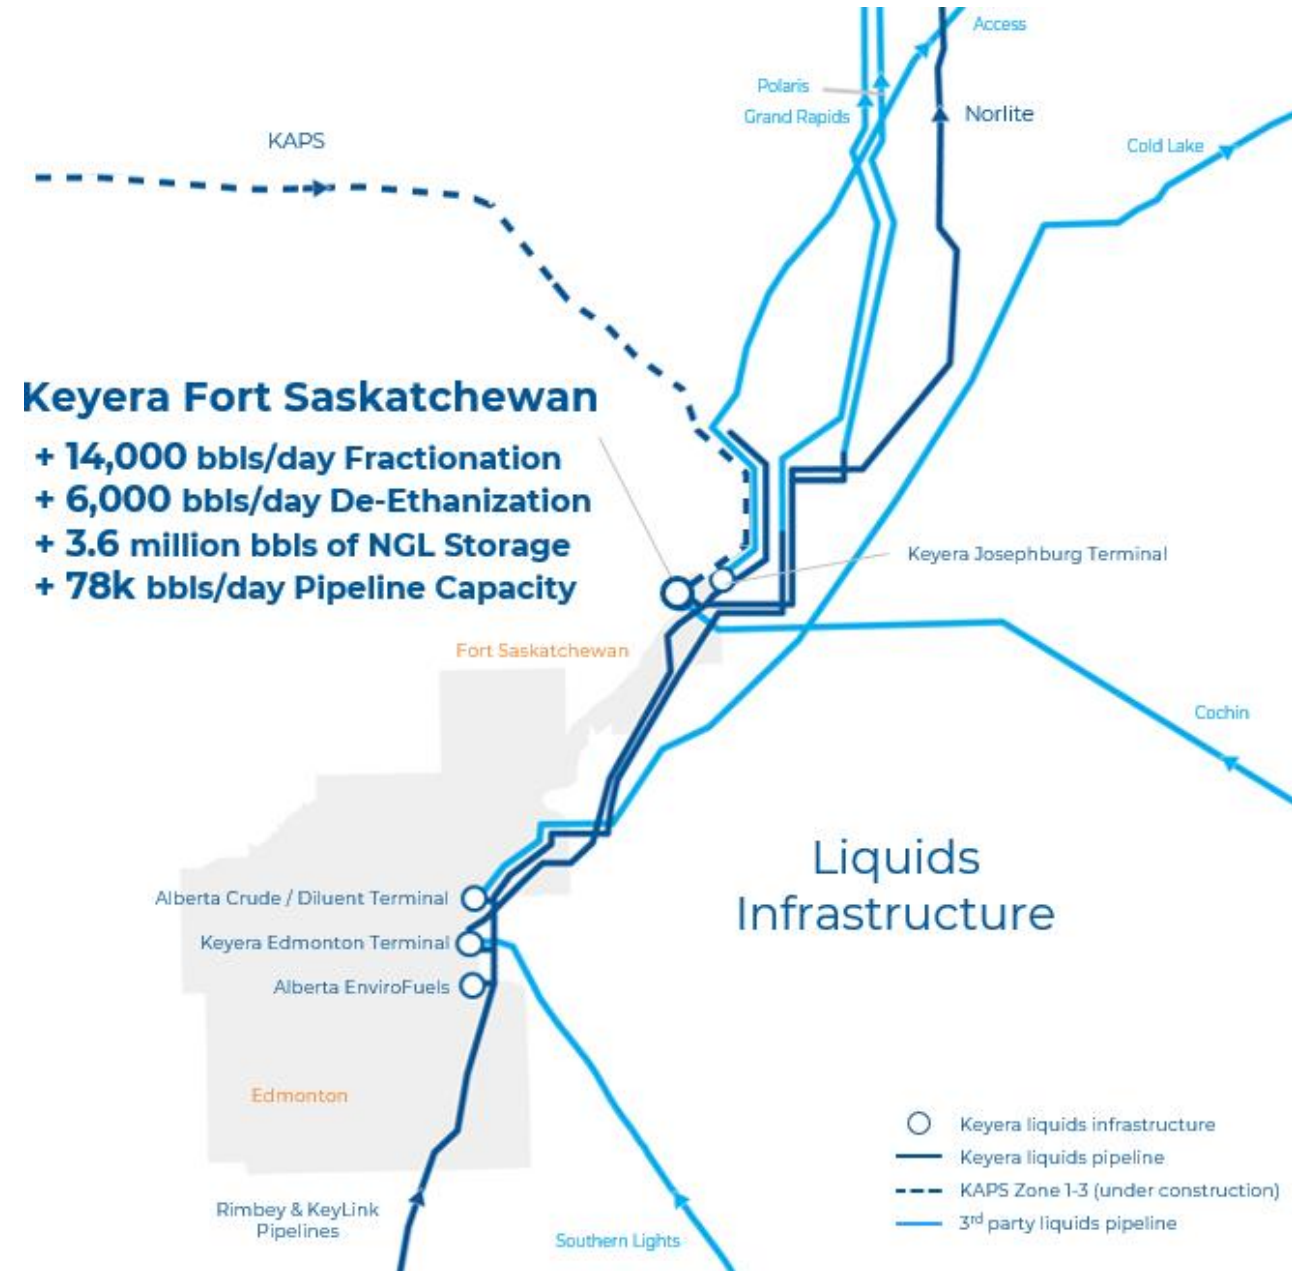 Access
Polaris
Grand Rapids
Norlite
KAPS
Cold Lake
Keyera Fort Saskatchewan
+ 14,000 bbls/day Fractionation
+ 6,000 bbls/day De-Ethanization
+ 3.6 million bbls of NGL Storage
+ 78k bbls/day Pipeline Capacity
Keyera Josephburg Terminal
Fort Saskatchewan
Cochin
Liquids
Infrastructure
Alberta Crude / Diluent Terminal
Keyera Edmonton Terminal
Alberta EnviroFuels
Edmonton
Rimbey & KeyLink
Pipelines
Southern Lights
Keyera liquids infrastructure
Keyera liquids pipeline
KAPS Zone 1-3 (under construction)
3rd party liquids pipeline